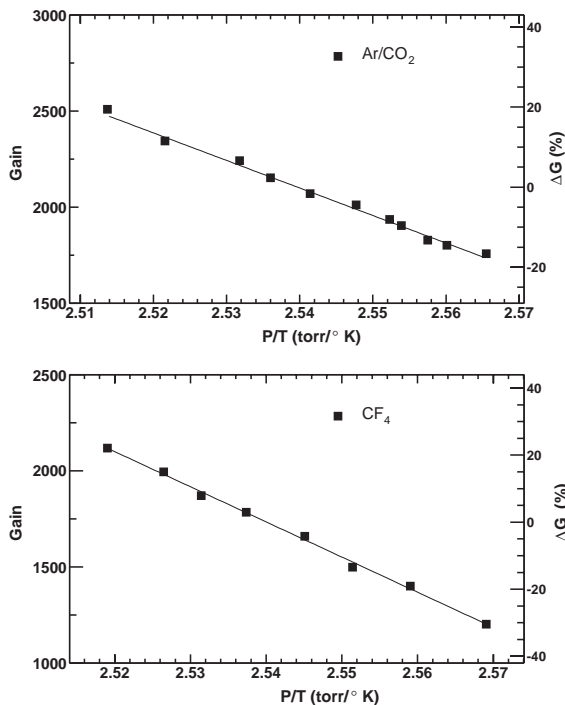 3000
2500
2000
1500
Gain
Ar/CO2
40
20
0
-20
ΔG (%)
2.51 2.52 2.53 2.54 2.55 2.56 2.57
P/T (torr/° K)
2500
2000
1500
1000
Gain
CF4
40
20
0
-20
-40
ΔG (%)
2.52 2.53 2.54 2.55 2.56 2.57
P/T (torr/° K)